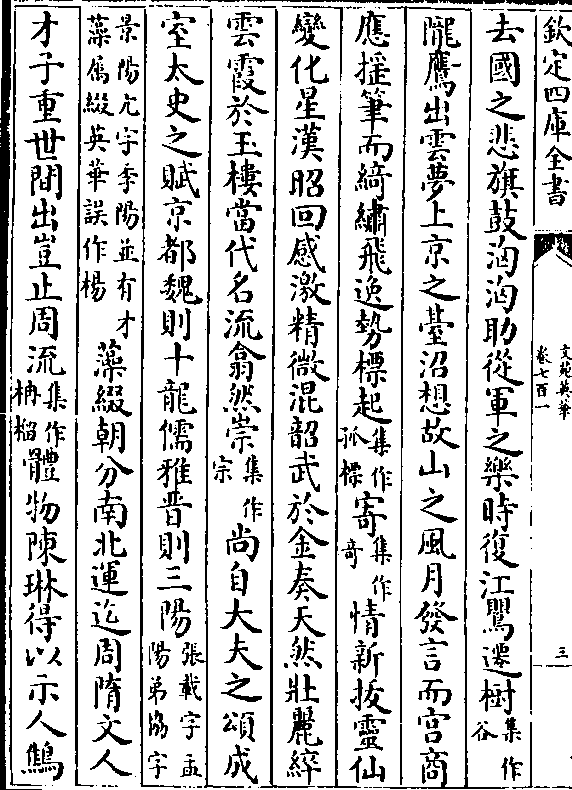 欽定四庫全書
文苑英華
卷七百一
三
去國之悲旗鼓洶洶助從軍之樂時復江鸎遷樹集作谷
隴鷹出雲夢上京之臺沼想故山之風月發言而宫商
應揺筆而綺繡飛逸勢標起集作孤標寄集作奇情新拔靈仙
變化星漢昭回感激精微混韶武於金奏天然壯麗綷
雲霞於玉樓當代名流翕然崇集作宗尚自大夫之頌成
室太史之賦京都魏則十龍儒雅晉則三陽張載字孟陽弟協字
景陽亢字季陽並有才藻屬綴英華誤作楊藻綴朝分南北運迄周隋文人
才子重世間出豈止周流集作枏榴體物陳琳得以示人鷦